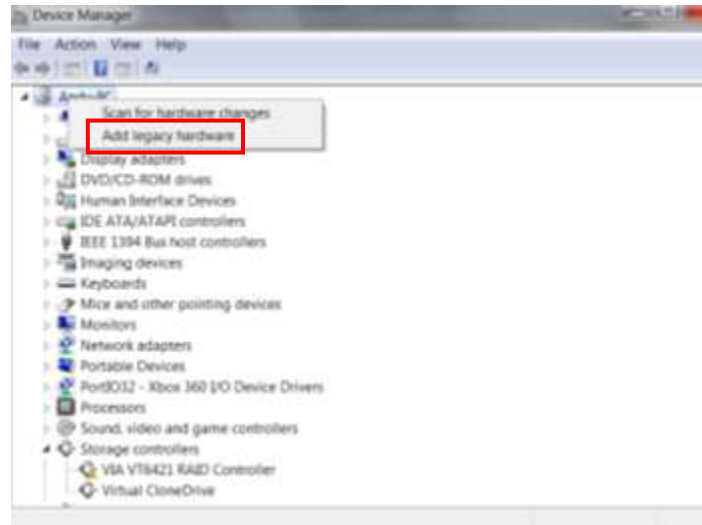 Device Manager
File Action View Help
Scan for hardware changes
Add legacy hardware
Display adapters
DVD/CD-ROM drives
Human Interface Devices
IDE ATA/ATAPI controllers
IEEE 1394 Bus host controllers
Imaging devices
Keyboards
Mice and other pointing devices
Monitors
Network adapters
Portable Devices
PortIO32 - Xbox 360 I/O Device Drivers
Processors
Sound, video and game controllers
Storage controllers
VIA VT6421 RAID Controller
Virtual CloneDrive